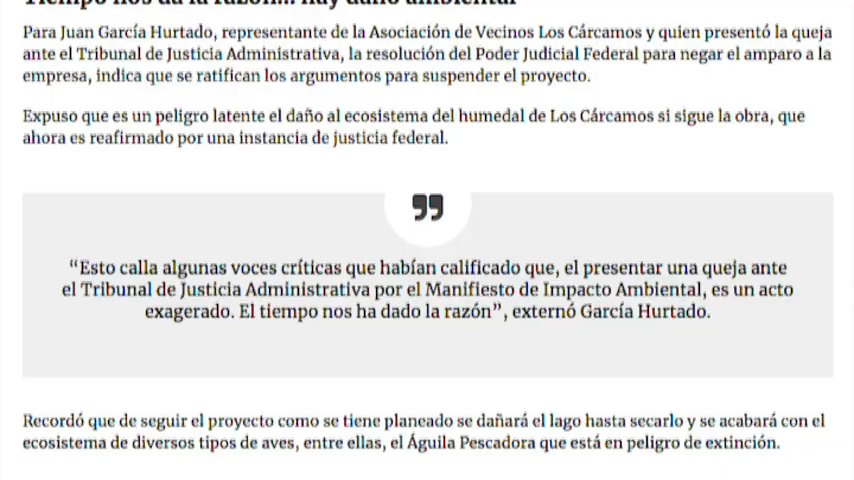 Tiempo nos da la razón... hay daño ambiental
Para Juan García Hurtado, representante de la Asociación de Vecinos Los Cárcamos y quien presentó la queja
ante el Tribunal de Justicia Administrativa, la resolución del Poder Judicial Federal para negar el amparo a la
empresa, indica que se ratifican los argumentos para suspender el proyecto.
Expuso que es un peligro latente el daño al ecosistema del humedal de Los Cárcamos si sigue la obra, que
ahora es reafirmado por una instancia de justicia federal.
“Esto calla algunas voces críticas que habían calificado que, el presentar una queja ante
el Tribunal de Justicia Administrativa por el Manifiesto de Impacto Ambiental, es un acto
exagerado. El tiempo nos ha dado la razón”, externó García Hurtado.
Recordó que de seguir el proyecto como se tiene planeado se dañará el lago hasta secarlo y se acabará con el
ecosistema de diversos tipos de aves, entre ellas, el Águila Pescadora que está en peligro de extinción.